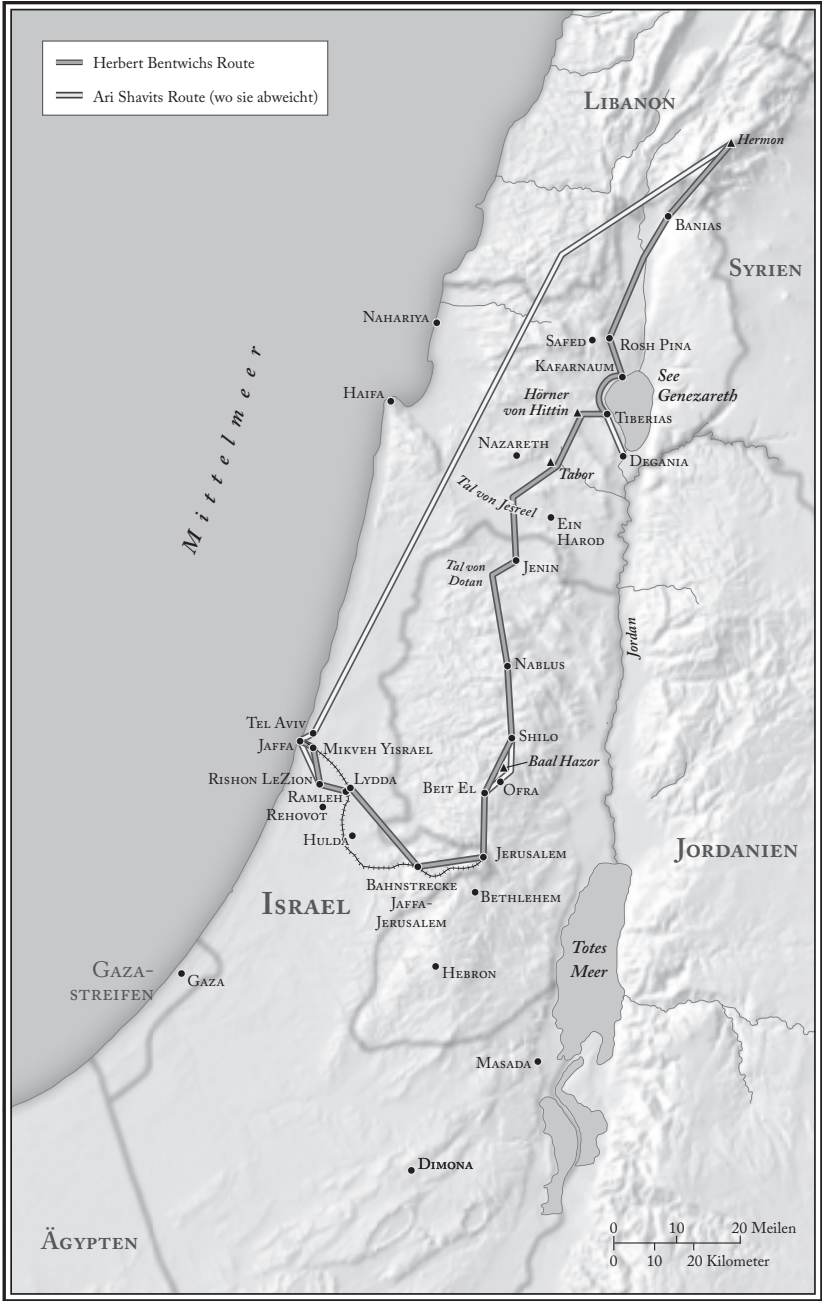 Herbert Bentwichs Route
Ari Shavits Route (wo sie abweicht)
Libanon
Hermon
Banias
Syrien
Nahariya
Safed
Rosh Pina
Kafarnaum
See
Genezareth
Haifa
Hörner
von Hittin
Tiberias
Mittelmeer
Nazareth
Degania
Tabor
Tal von Jesreel
Ein
Harod
Tal von
Dotan
Jenin
Jordan
Nablus
Tel Aviv
Jaffa
Shilo
Mikveh Yisrael
Baal Hazor
Rishon LeZion
Lydda
Beit El
Ofra
Ramleh
Rehovot
Hulda
Jerusalem
Jordanien
Bahnstrecke
Jaffa-
Jerusalem
Israel
Bethlehem
Totes
Meer
Gaza-
streifen
Gaza
Hebron
Masada
Dimona
Ägypten
0 10 20 Meilen
0 10 20 Kilometer